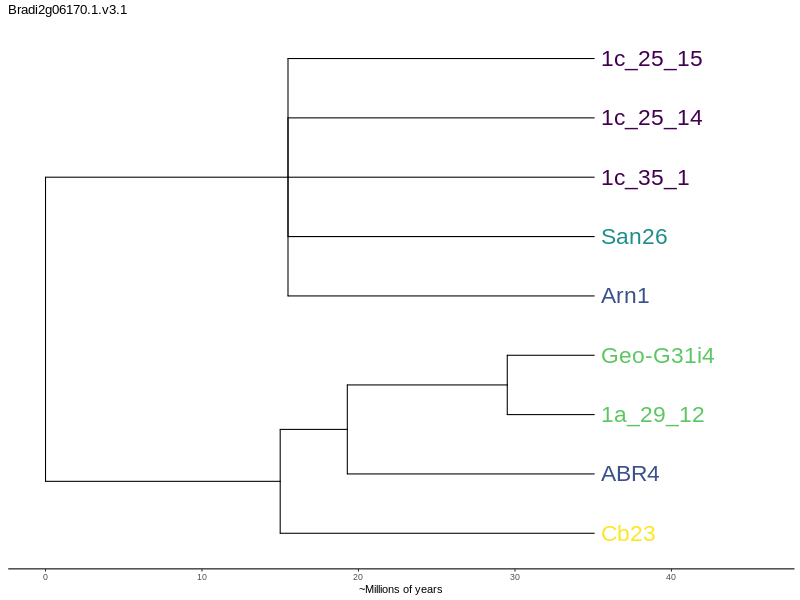 Bradi2g06170.1.v3.1
1c_25_15
1c_25_14
1c_35_1
San26
Arn1
Geo-G31i4
1a_29_12
ABR4
Cb23
0 10 20 30 40
~Millions of years